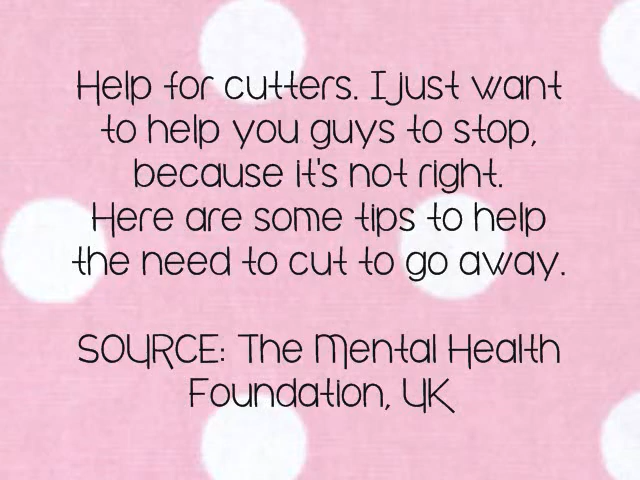 Help for cutters. I just want
to help you guys to stop,
because it's not right.
Here are some tips to help
the need to cut to go away.
SOURCE: The Mental Health
Foundation, UK